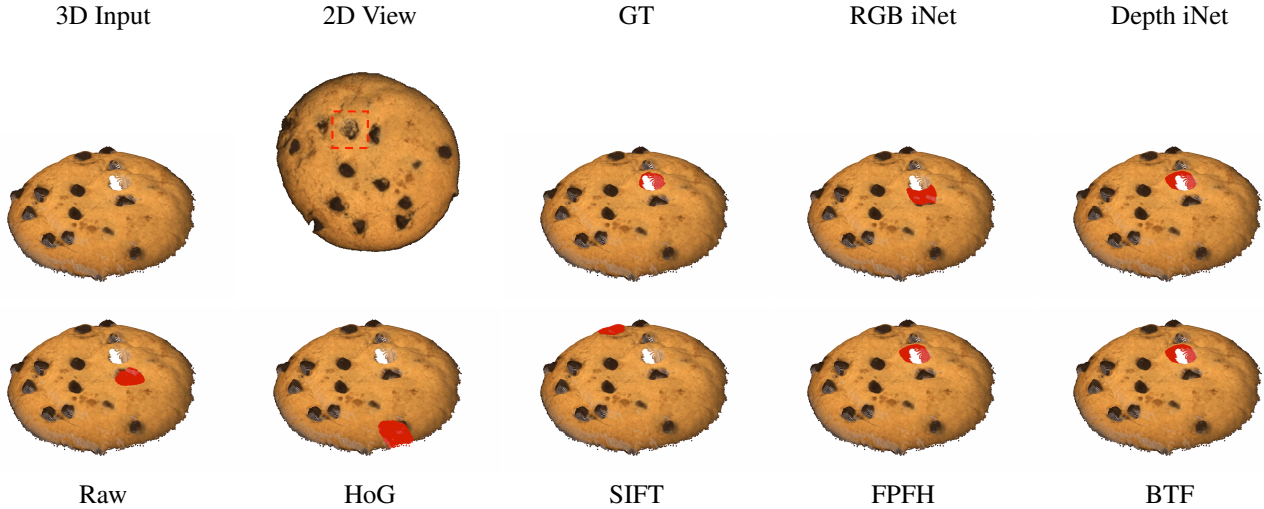 3D Input 2D View GT RGB iNet Depth iNet
Raw HoG SIFT FPFH BTF